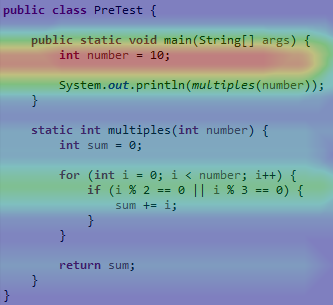 public class PreTest {
public static void main(String[] args) {
int number = 10;
System.out.println(multiples(number));
}
static int multiples(int number) {
int sum = 0;
for (int i = 0; i < number; i++) {
if (i % 2 == 0 || i % 3 == 0) {
sum += i;
}
}
return sum;
}
}